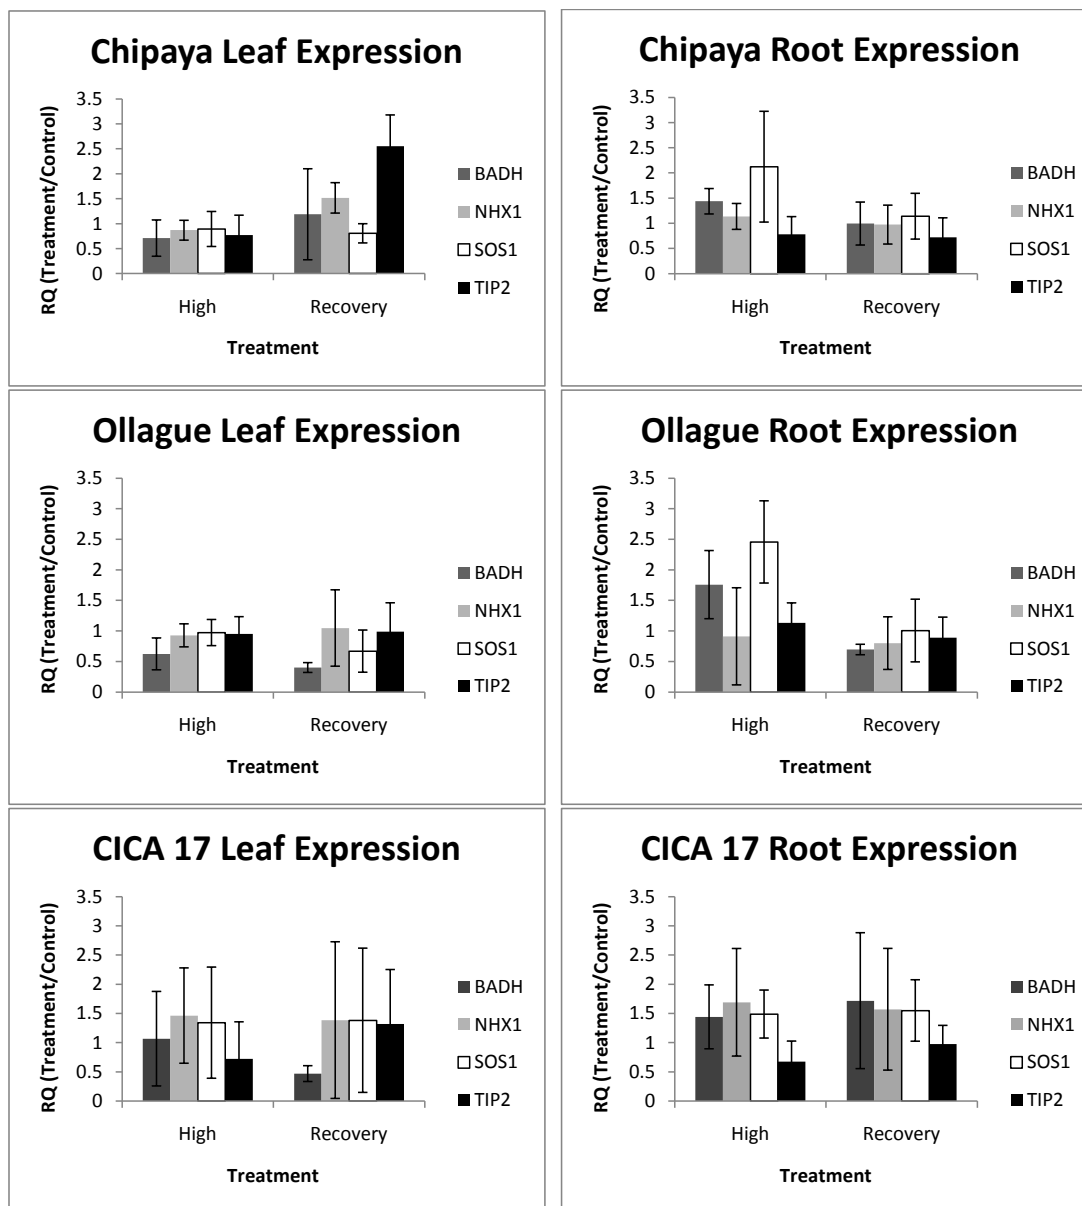 Chipaya Leaf Expression
RQ (Treatment/Control)
3.5
3
2.5
2
1.5
1
0.5
0
High Recovery
Treatment
BADH
NHX1
SOS1
TIP2
Chipaya Root Expression
RQ (Treatment/Control)
3.5
3
2.5
2
1.5
1
0.5
0
High Recovery
Treatment
BADH
NHX1
SOS1
TIP2
Ollague Leaf Expression
RQ (Treatment/Control)
3.5
3
2.5
2
1.5
1
0.5
0
High Recovery
Treatment
BADH
NHX1
SOS1
TIP2
Ollague Root Expression
RQ (Treatment/Control)
3.5
3
2.5
2
1.5
1
0.5
0
High Recovery
Treatment
BADH
NHX1
SOS1
TIP2
CICA 17 Leaf Expression
RQ (Treatment/Control)
3.5
3
2.5
2
1.5
1
0.5
0
High Recovery
Treatment
BADH
NHX1
SOS1
TIP2
CICA 17 Root Expression
RQ (Treatment/Control)
3.5
3
2.5
2
1.5
1
0.5
0
High Recovery
Treatment
BADH
NHX1
SOS1
TIP2